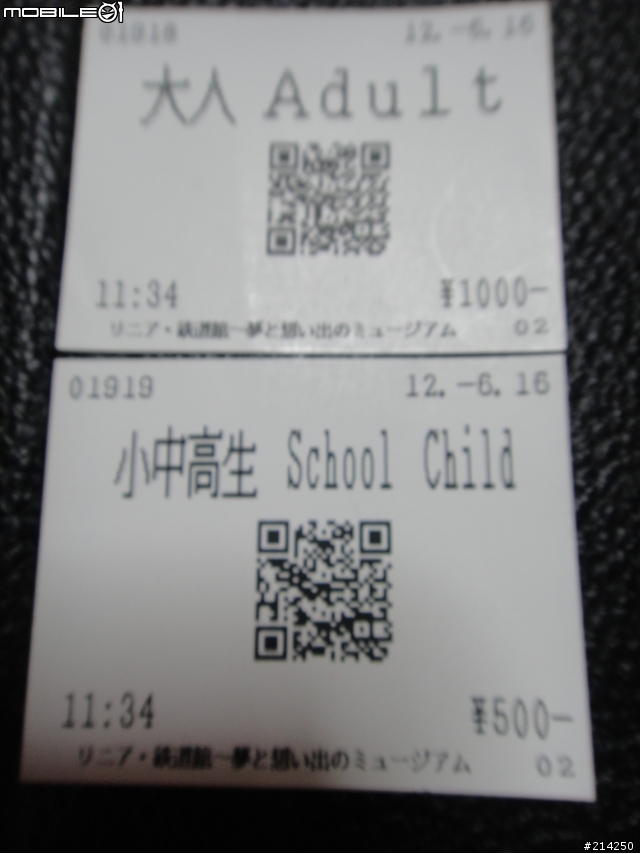 MOBILE01
01918 12.-6.16
大人 Adult
11:34 ¥1000-
リニア・鉄道館~夢と想い出のミュージアム 02
01919 12.-6.16
小中高生 School Child
11:34 ¥500-
リニア・鉄道館~夢と想い出のミュージアム 02
#214250